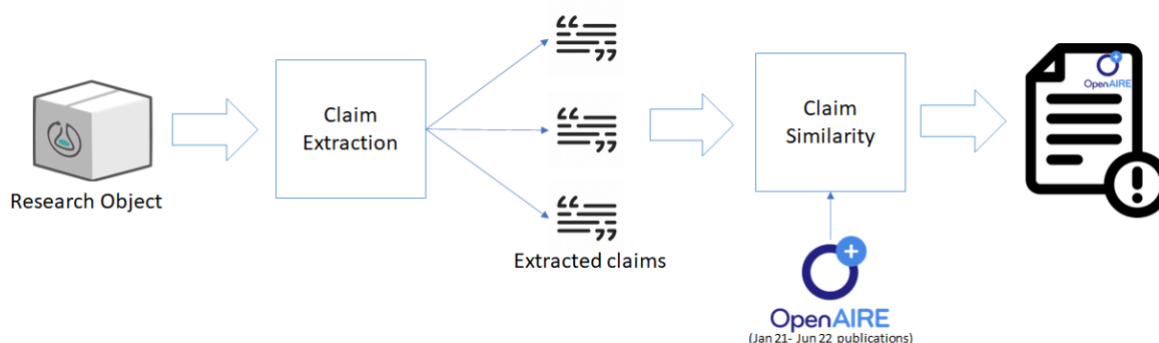 Research Object
Claim
Extraction
Extracted claims
Claim
Similarity
OpenAIRE
(Jan 21- Jun 22 publications)
OpenAIRE